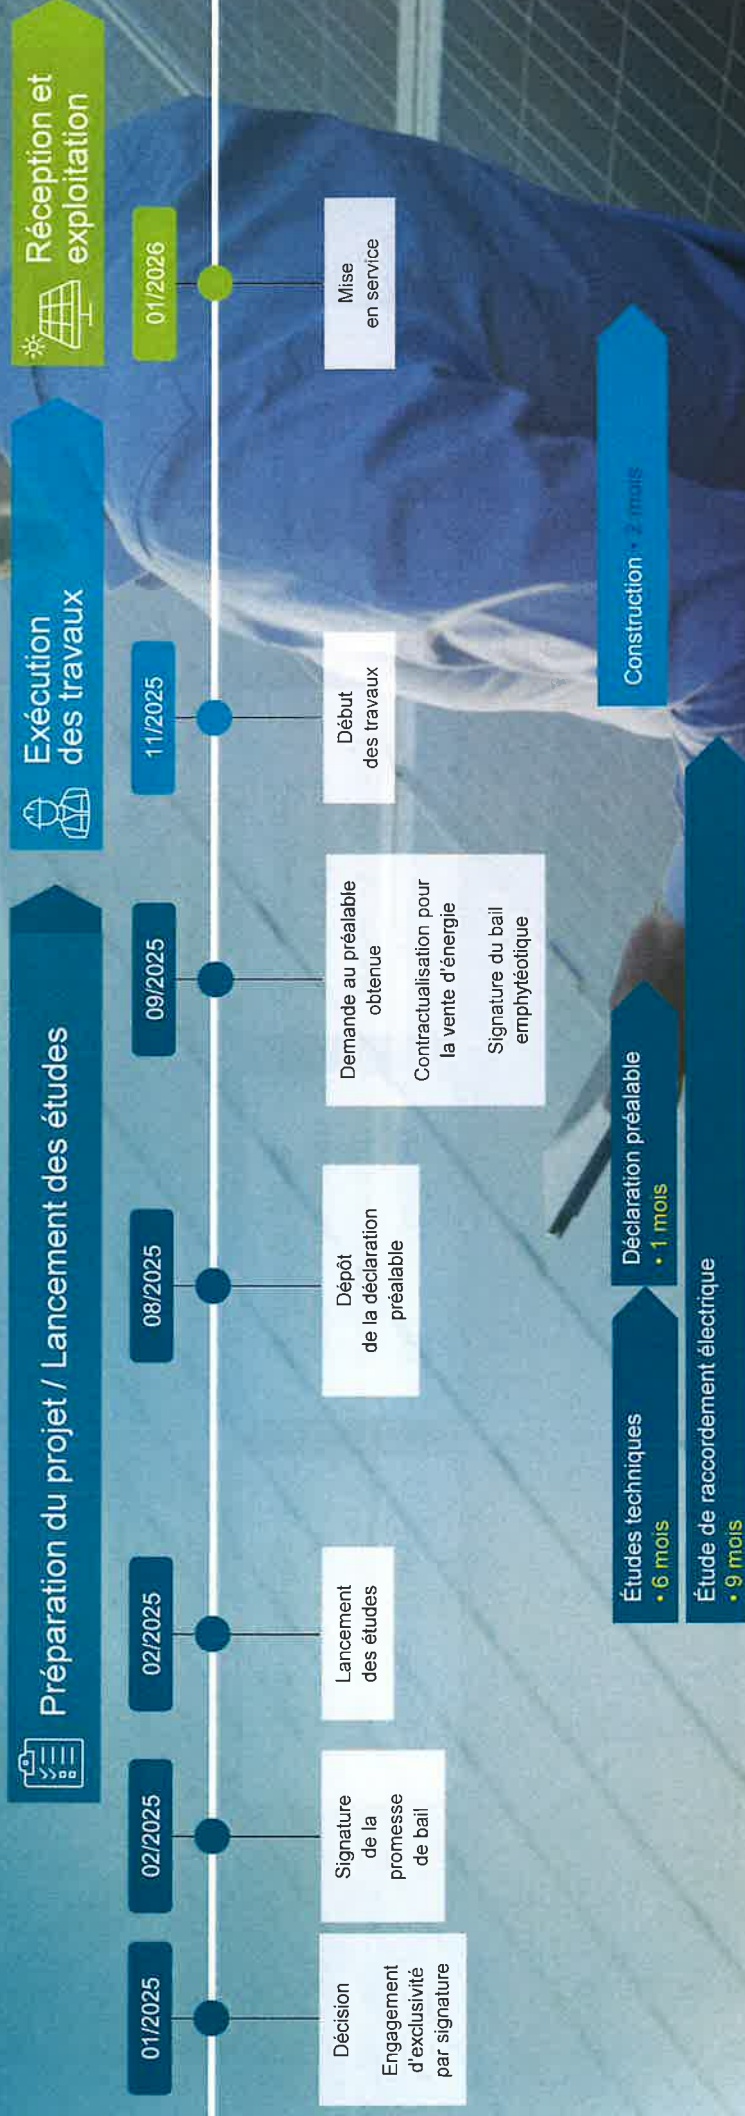 Préparation du projet / Lancement des études
Exécution
des travaux
Réception et
exploitation
01/2025
02/2025
02/2025
08/2025
09/2025
11/2025
01/2026
Décision
Engagement
d'exclusivité
par signature
Signature
de la
promesse
de bail
Lancement
des études
Dépôt
de la déclaration
préalable
Demande au préalable
obtenue
Contractualisation pour
la vente d'énergie
Signature du bail
emphytéotique
Début
des travaux
Mise
en service
Études techniques
• 6 mois
Déclaration préalable
• 1 mois
Construction • 2 mois
Étude de raccordement électrique
• 9 mois